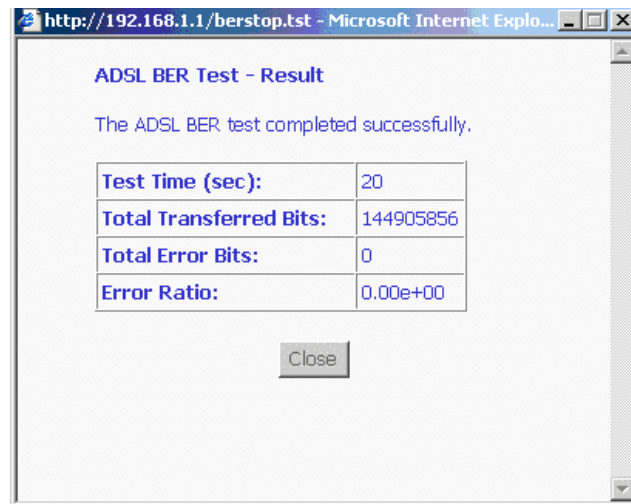 http://192.168.1.1/berstop.tst - Microsoft Internet Explo...
ADSL BER Test - Result
The ADSL BER test completed successfully.
Test Time (sec): 20
Total Transferred Bits: 144905856
Total Error Bits: 0
Error Ratio: 0.00e+00
Close